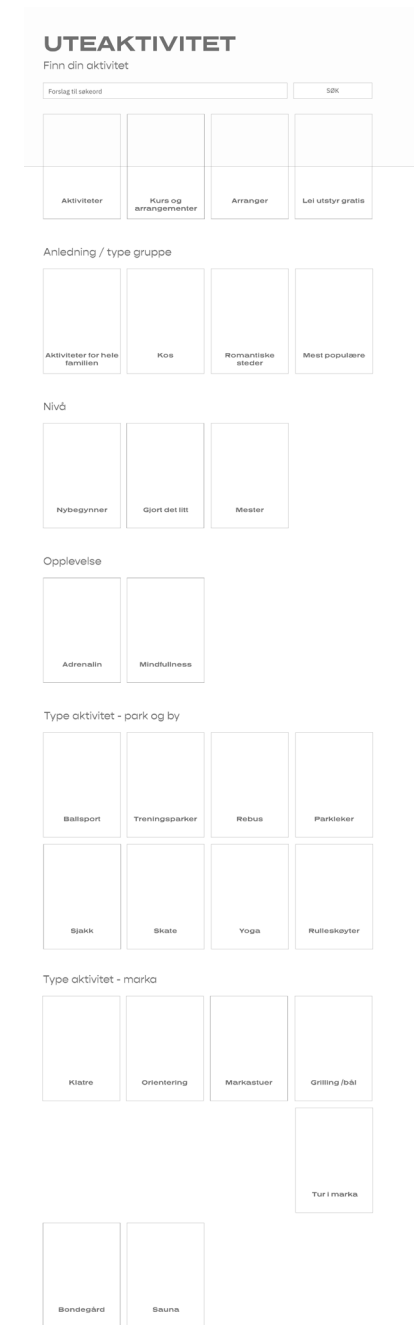 UTEAKTIVITET
Finn din aktivitet
Forslag til søkeord
SØK
Aktiviteter
Kurs og
arrangementer
Arranger
Lei utstyr gratis
Anledning / type gruppe
Aktiviteter for hele
familien
Kos
Romantiske
steder
Mest populære
Nivå
Nybegynner
Gjort det litt
Mester
Opplevelse
Adrenalin
Mindfullness
Type aktivitet - park og by
Ballsport
Treningsparker
Rebus
Parkleker
Sjakk
Skate
Yoga
Rulleskøyter
Type aktivitet - marka
Klatre
Orientering
Markastuer
Grilling /bål
Tur i marka
Bondegård
Sauna